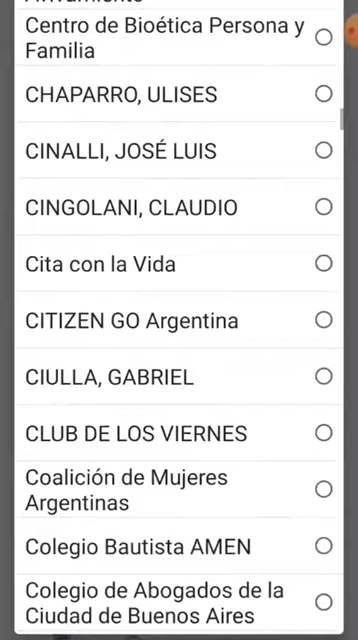 Centro de Bioética Persona y
Familia
CHAPARRO, ULISES
CINALLI, JOSÉ LUIS
CINGOLANI, CLAUDIO
Cita con la Vida
CITIZEN GO Argentina
CIULLA, GABRIEL
CLUB DE LOS VIERNES
Coalición de Mujeres
Argentinas
Colegio Bautista AMEN
Colegio de Abogados de la
Ciudad de Buenos Aires